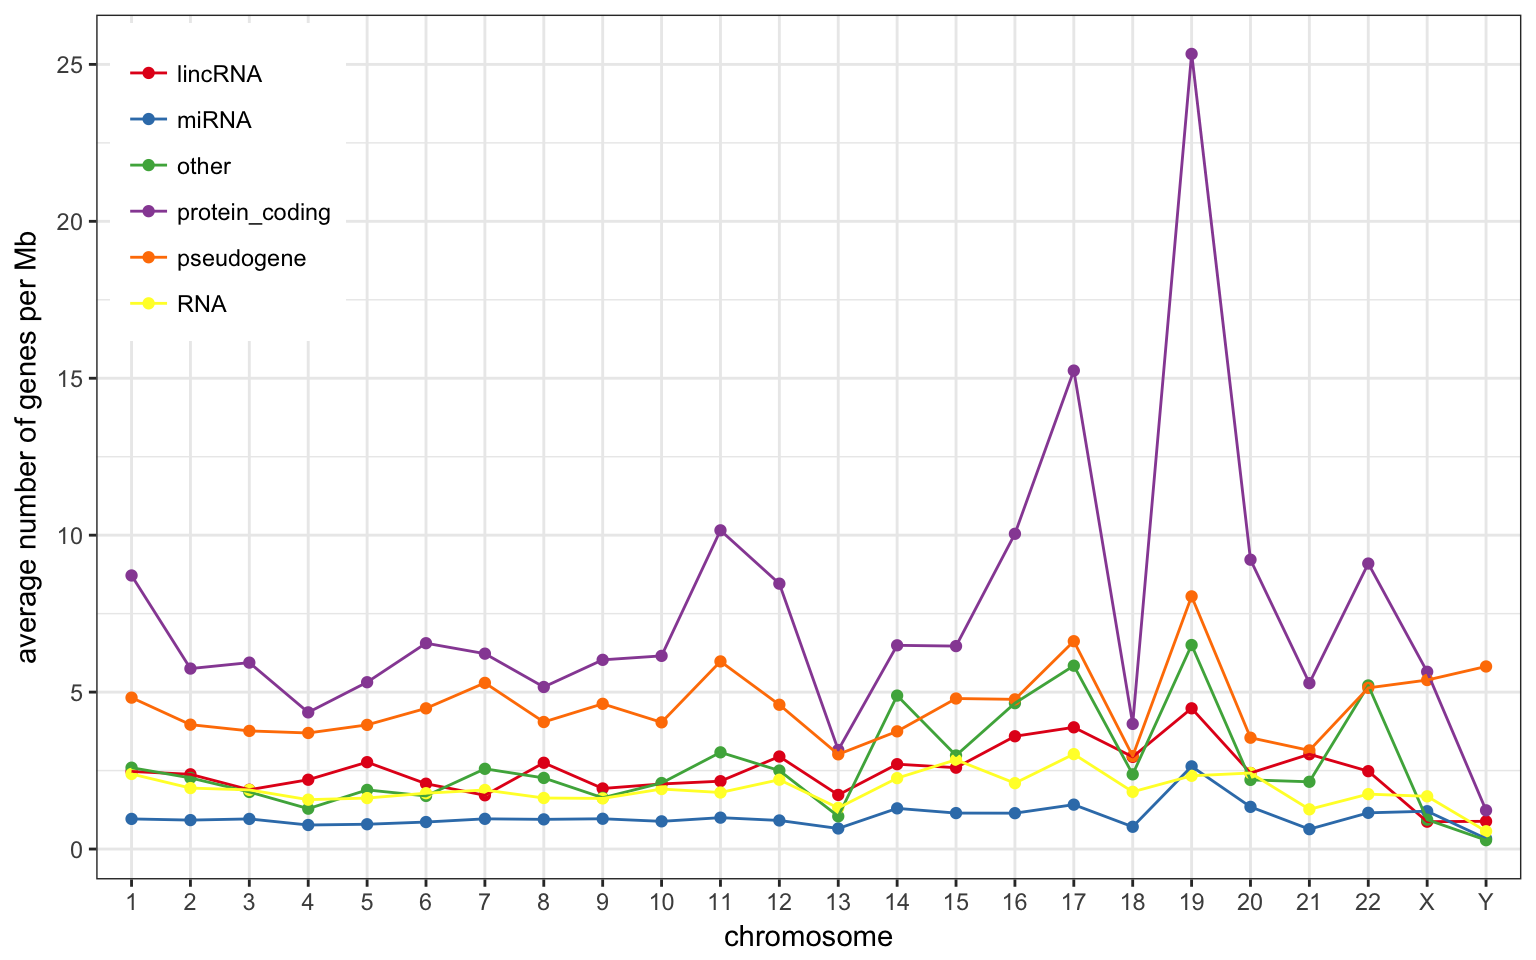 lincRNA
miRNA
other
protein_coding
pseudogene
RNA
average number of genes per Mb
25
20
15
10
5
0
1 2 3 4 5 6 7 8 9 10 11 12 13 14 15 16 17 18 19 20 21 22 X Y
chromosome